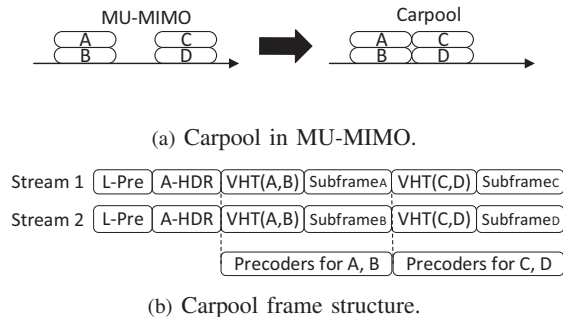 MU-MIMO Carpool
A C A C
B D B D
(a) Carpool in MU-MIMO.
Stream 1 L-Pre A-HDR VHT(A,B) SubframeA VHT(C,D) SubframeC
Stream 2 L-Pre A-HDR VHT(A,B) SubframeB VHT(C,D) SubframeD
Precoders for A, B Precoders for C, D
(b) Carpool frame structure.